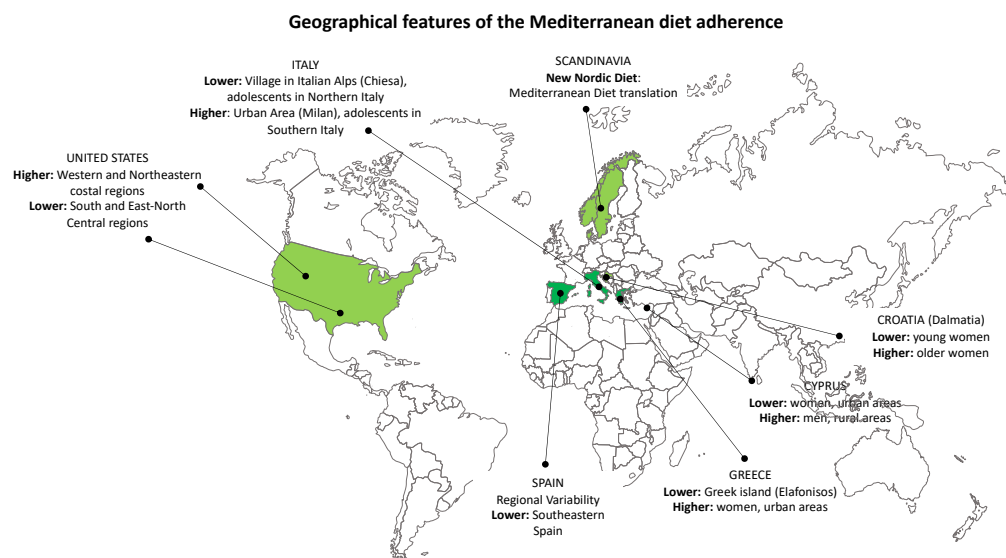 Geographical features of the Mediterranean diet adherence
ITALY
Lower: Village in Italian Alps (Chiesa),
adolescents in Northern Italy
Higher: Urban Area (Milan), adolescents in
Southern Italy
SCANDINAVIA
New Nordic Diet:
Mediterranean Diet translation
UNITED STATES
Higher: Western and Northeastern
costal regions
Lower: South and East-North
Central regions
CROATIA (Dalmatia)
Lower: young women
Higher: older women
CYPRUS
Lower: women, urban areas
Higher: men, rural areas
GREECE
Lower: Greek island (Elafonisos)
Higher: women, urban areas
SPAIN
Regional Variability
Lower: Southeastern
Spain